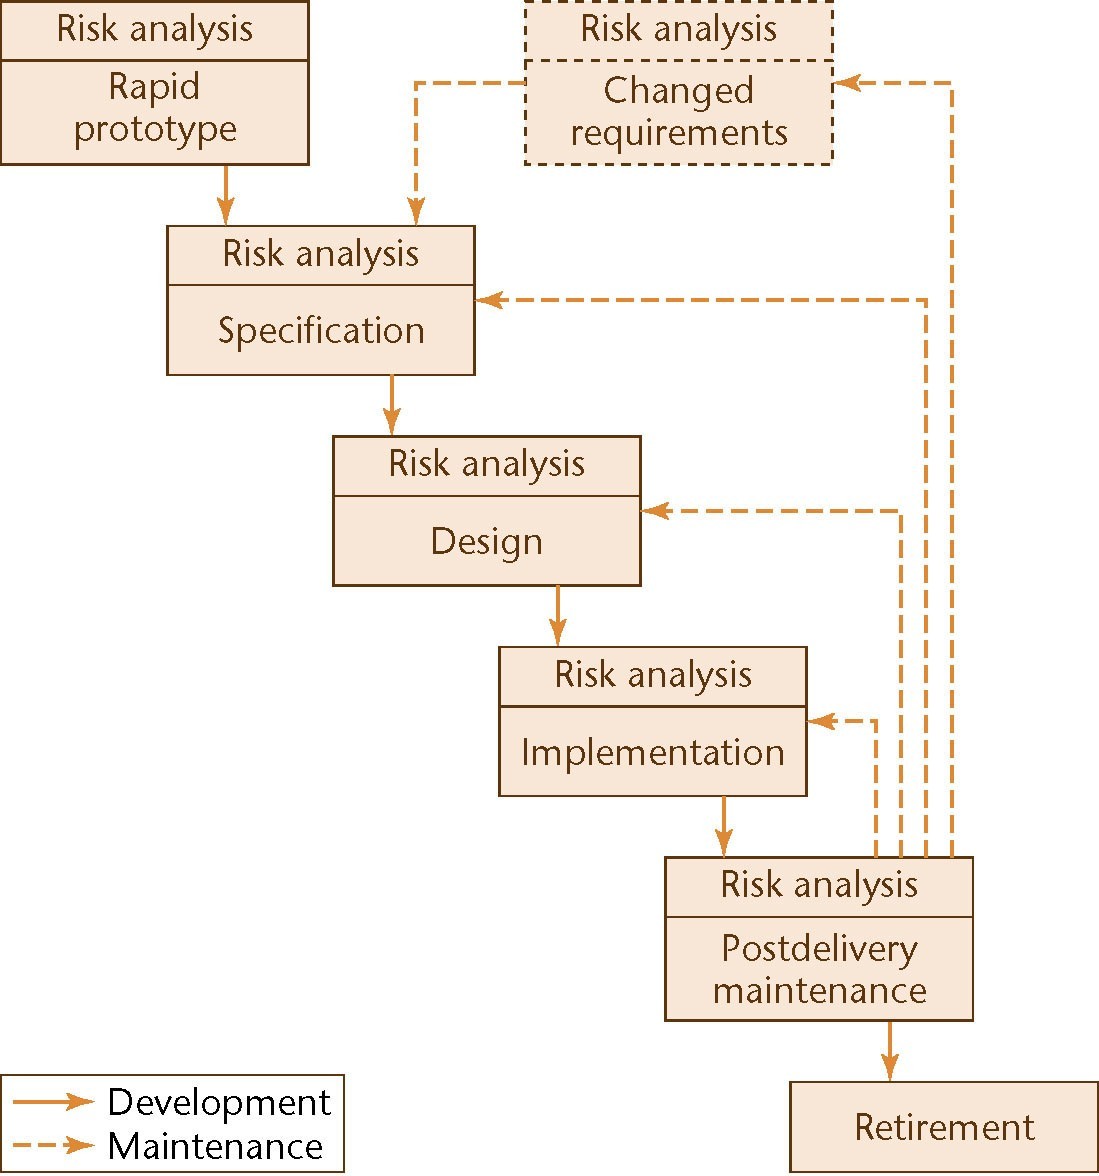 Risk analysis
Rapid
prototype
Risk analysis
Changed
requirements
Risk analysis
Specification
Risk analysis
Design
Risk analysis
Implementation
Risk analysis
Postdelivery
maintenance
Retirement
Development
Maintenance